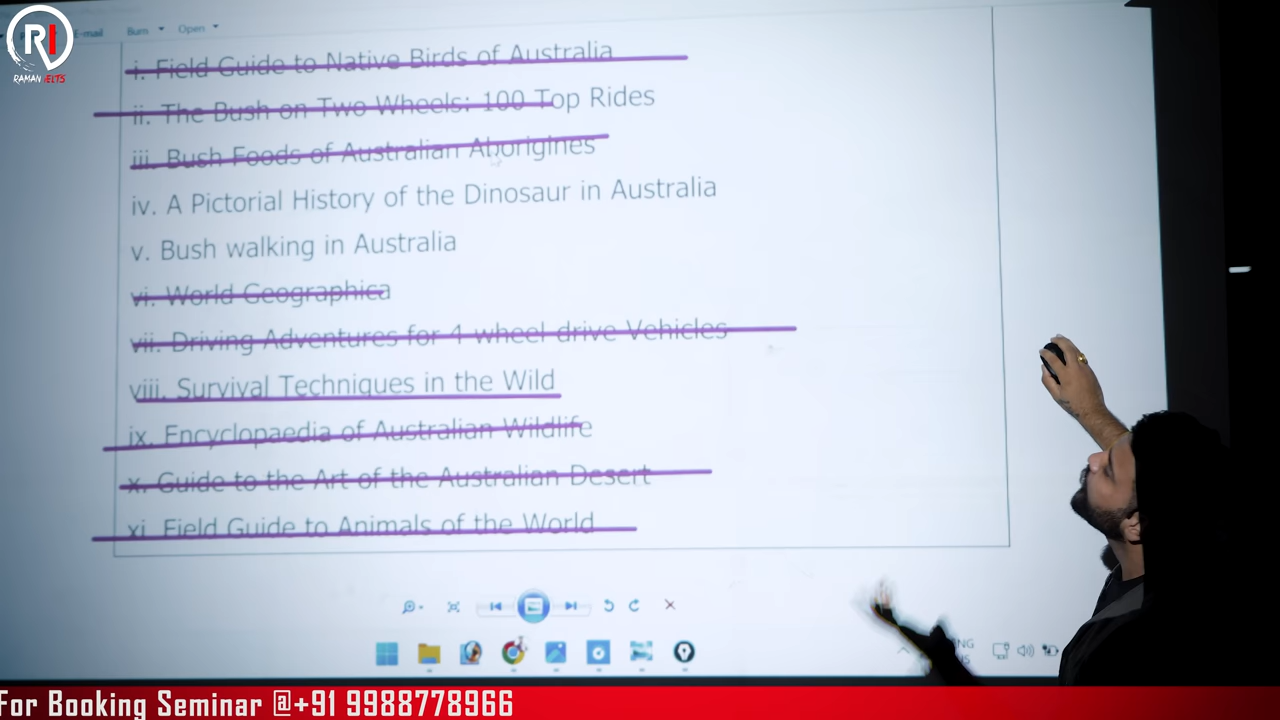 RI
RAMAN IELTS
E-mail Burn Open
i. Field Guide to Native Birds of Australia
ii. The Bush on Two Wheels: 100 Top Rides
iii. Bush Foods of Australian Aborigines
iv. A Pictorial History of the Dinosaur in Australia
v. Bush walking in Australia
vi. World Geographica
vii. Driving Adventures for 4-wheel-drive Vehicles
viii. Survival Techniques in the Wild
ix. Encyclopaedia of Australian Wildlife
x. Guide to the Art of the Australian Desert
xi. Field Guide to Animals of the World
For Booking Seminar @+91 9988778966